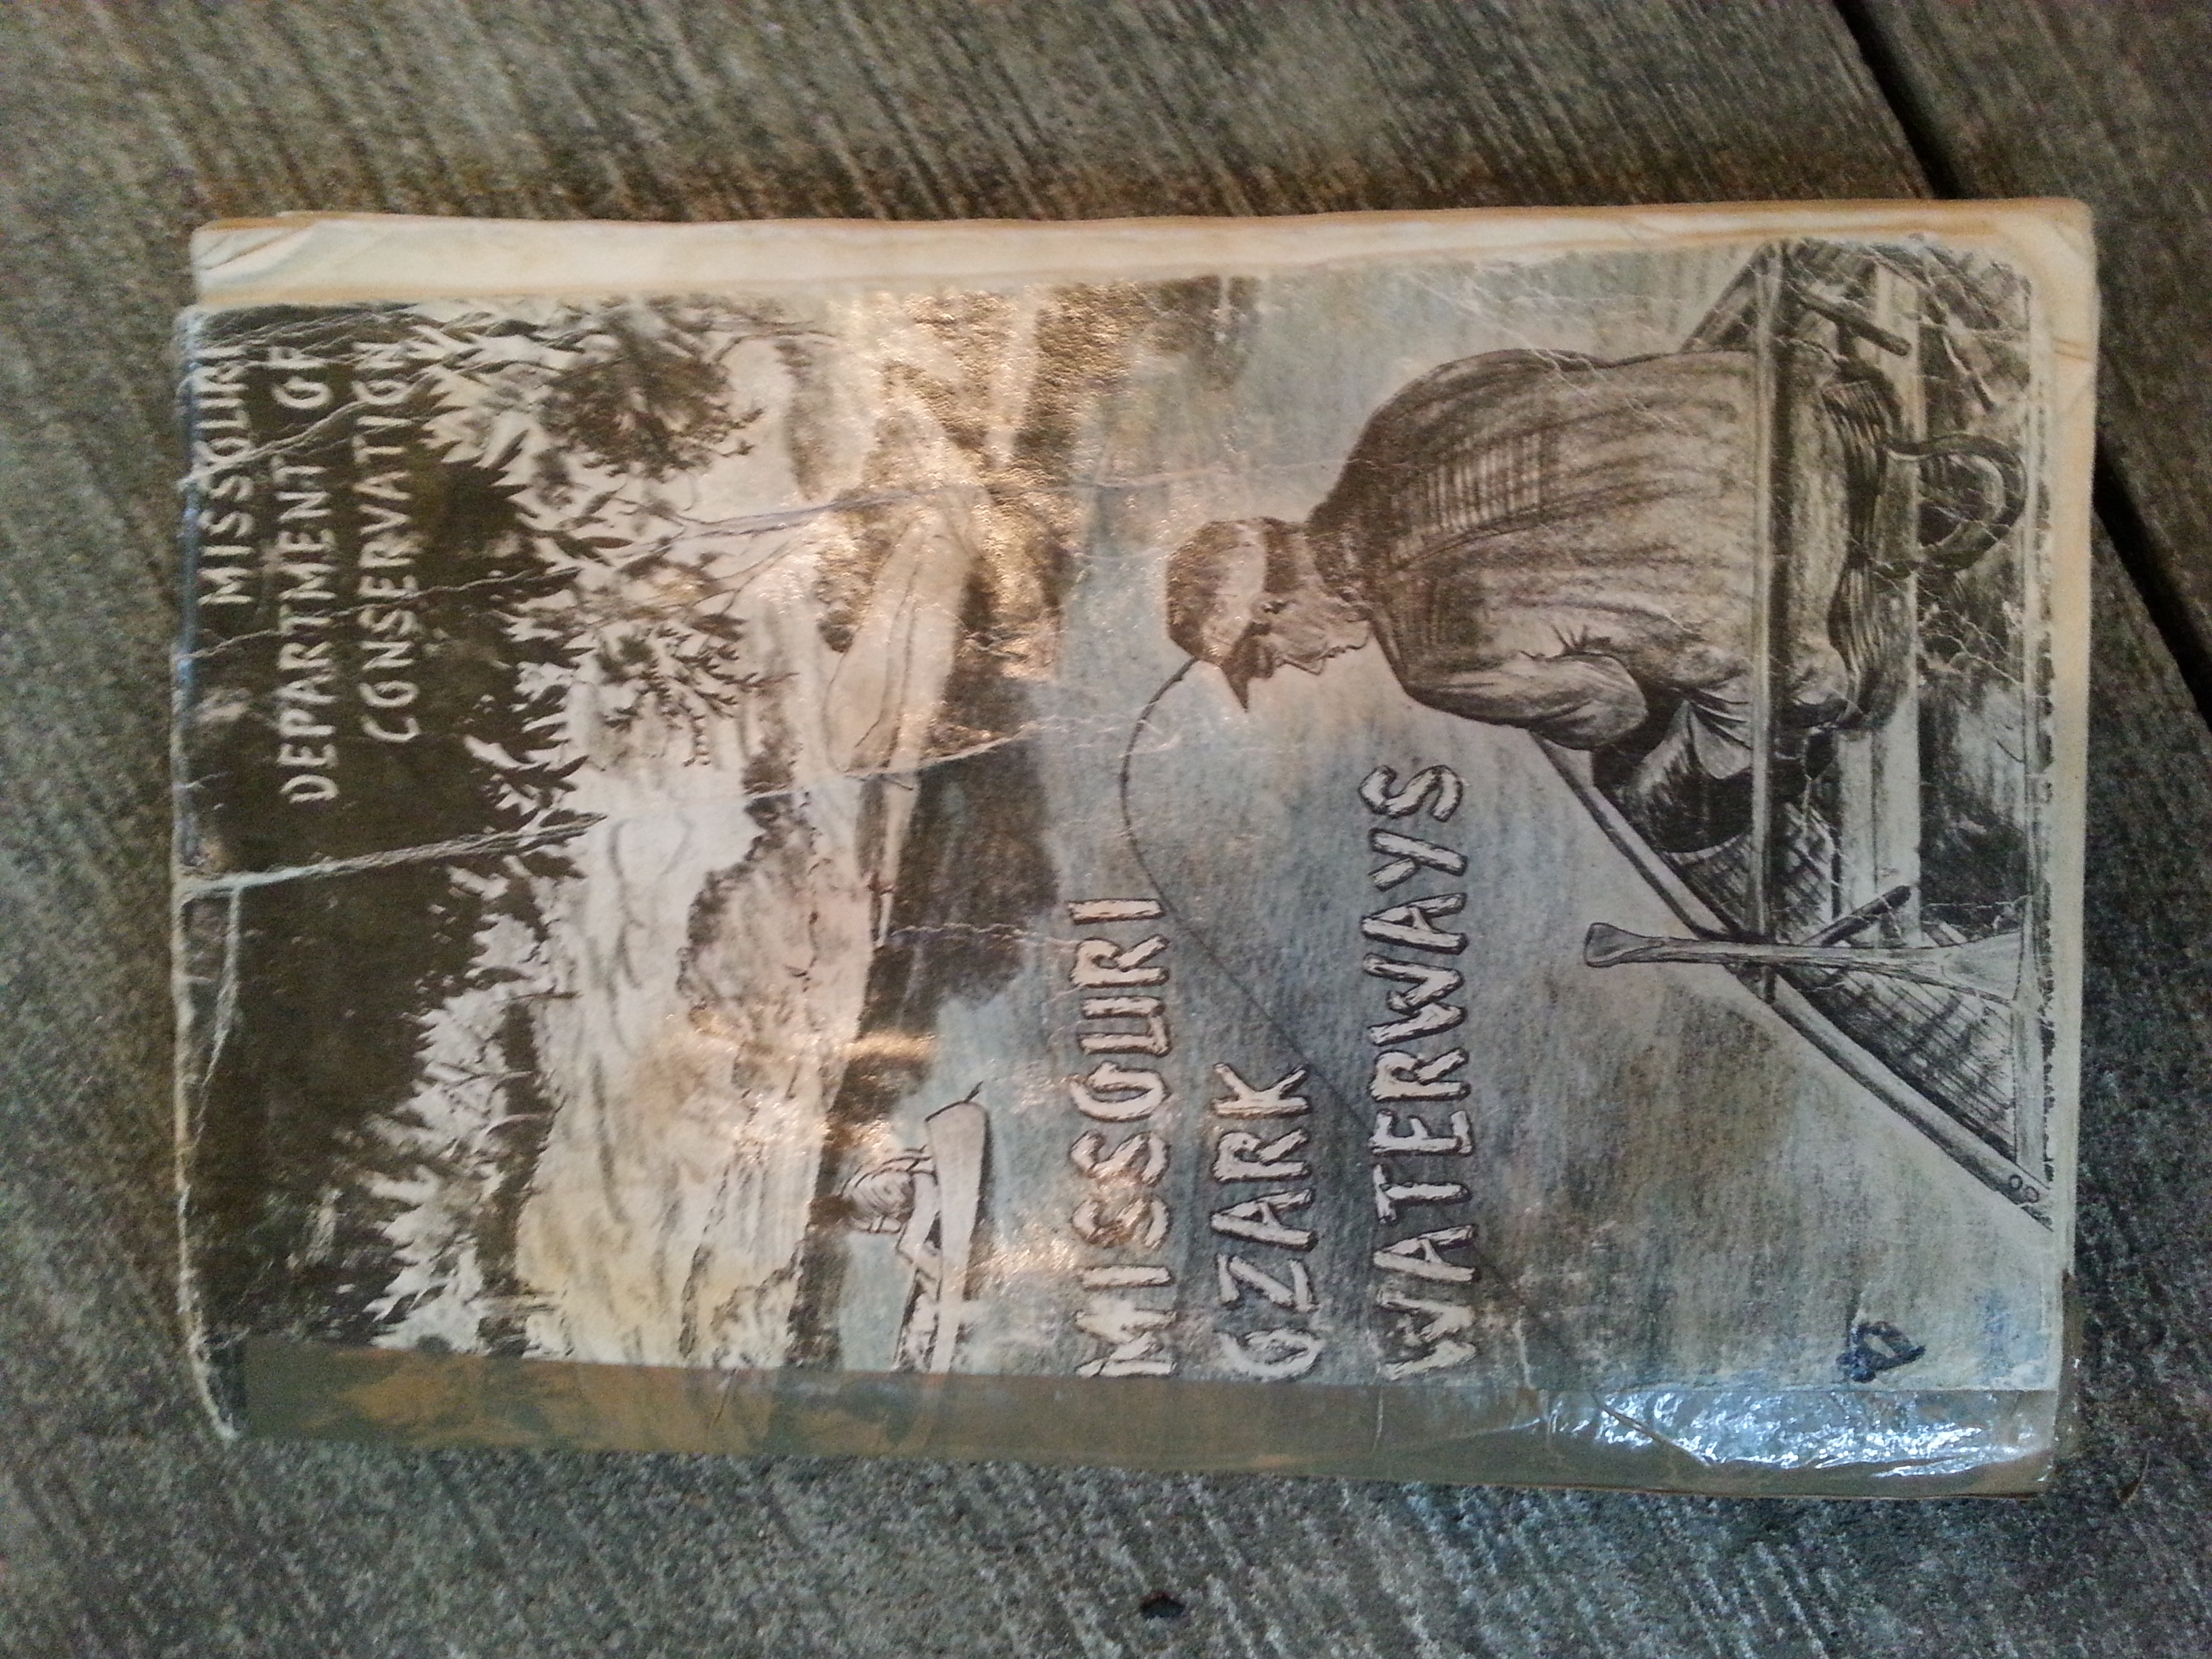 MISSOURI
DEPARTMENT OF
CONSERVATION
MISSOURI
OZARK
WATERWAYS